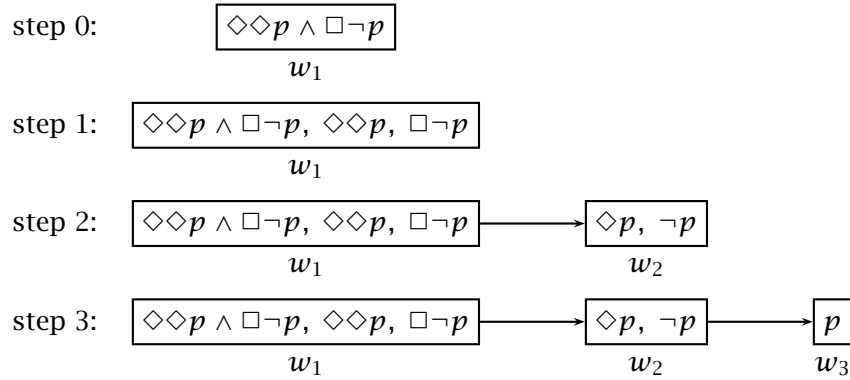 step 0: ◇◇p ∧ □¬p
w₁
step 1: ◇◇p ∧ □¬p, ◇◇p, □¬p
w₁
step 2: ◇◇p ∧ □¬p, ◇◇p, □¬p ◇p, ¬p
w₁ w₂
step 3: ◇◇p ∧ □¬p, ◇◇p, □¬p ◇p, ¬p p
w₁ w₂ w₃